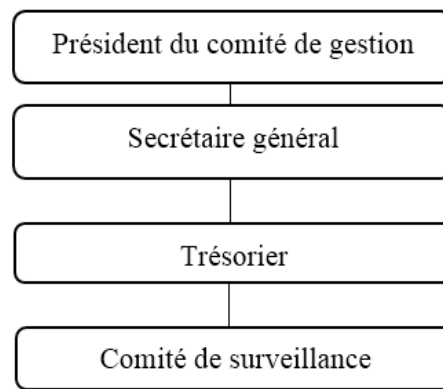 Président du comité de gestion
Secrétaire général
Trésorier
Comité de surveillance